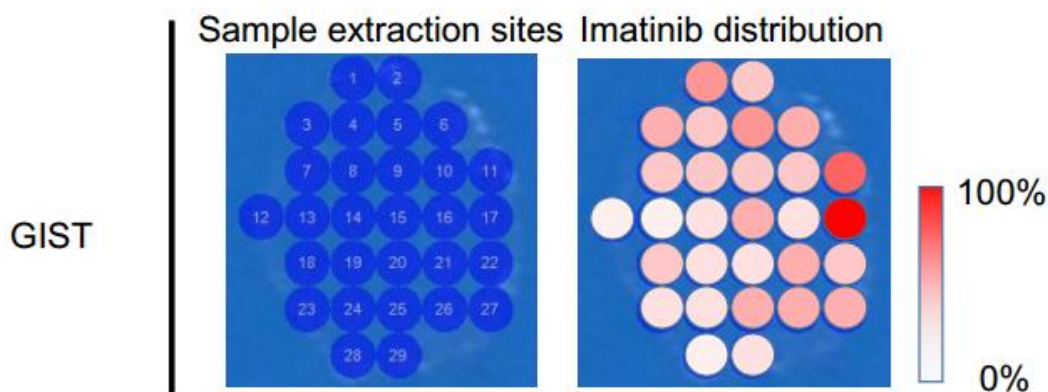 Sample extraction sites Imatinib distribution
1 2
3 4 5 6
7 8 9 10 11
12 13 14 15 16 17
18 19 20 21 22
23 24 25 26 27
28 29
GIST
100%
0%